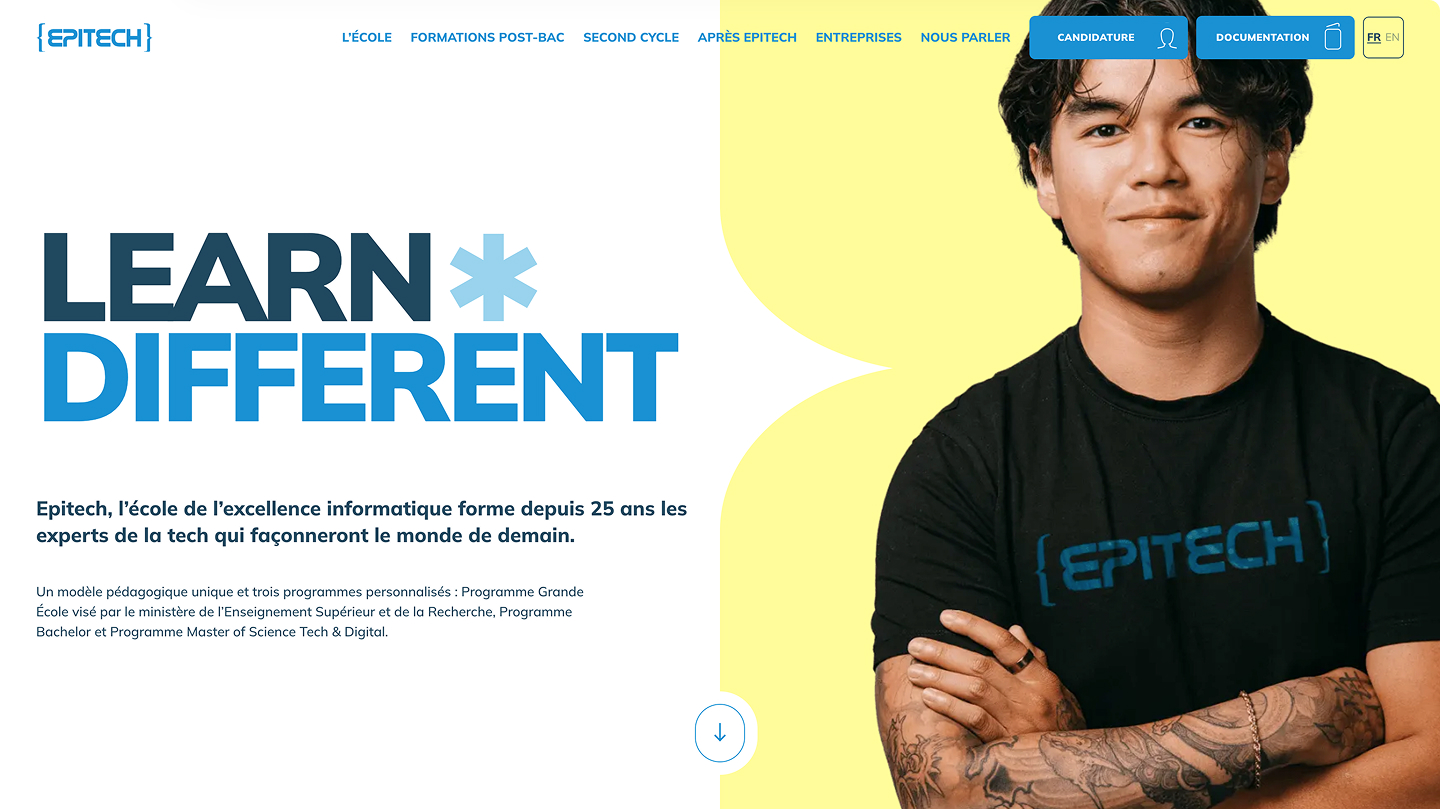 {EPITECH}
L'ÉCOLE FORMATIONS POST-BAC SECOND CYCLE APRÈS EPITECH ENTREPRISES NOUS PARLER CANDIDATURE DOCUMENTATION FR EN
LEARN*
DIFFERENT
Epitech, l’école de l’excellence informatique forme depuis 25 ans les
experts de la tech qui façonneront le monde de demain.
Un modèle pédagogique unique et trois programmes personnalisés : Programme Grande
École visé par le ministère de l’Enseignement Supérieur et de la Recherche, Programme
Bachelor et Programme Master of Science Tech & Digital.
{EPITECH}